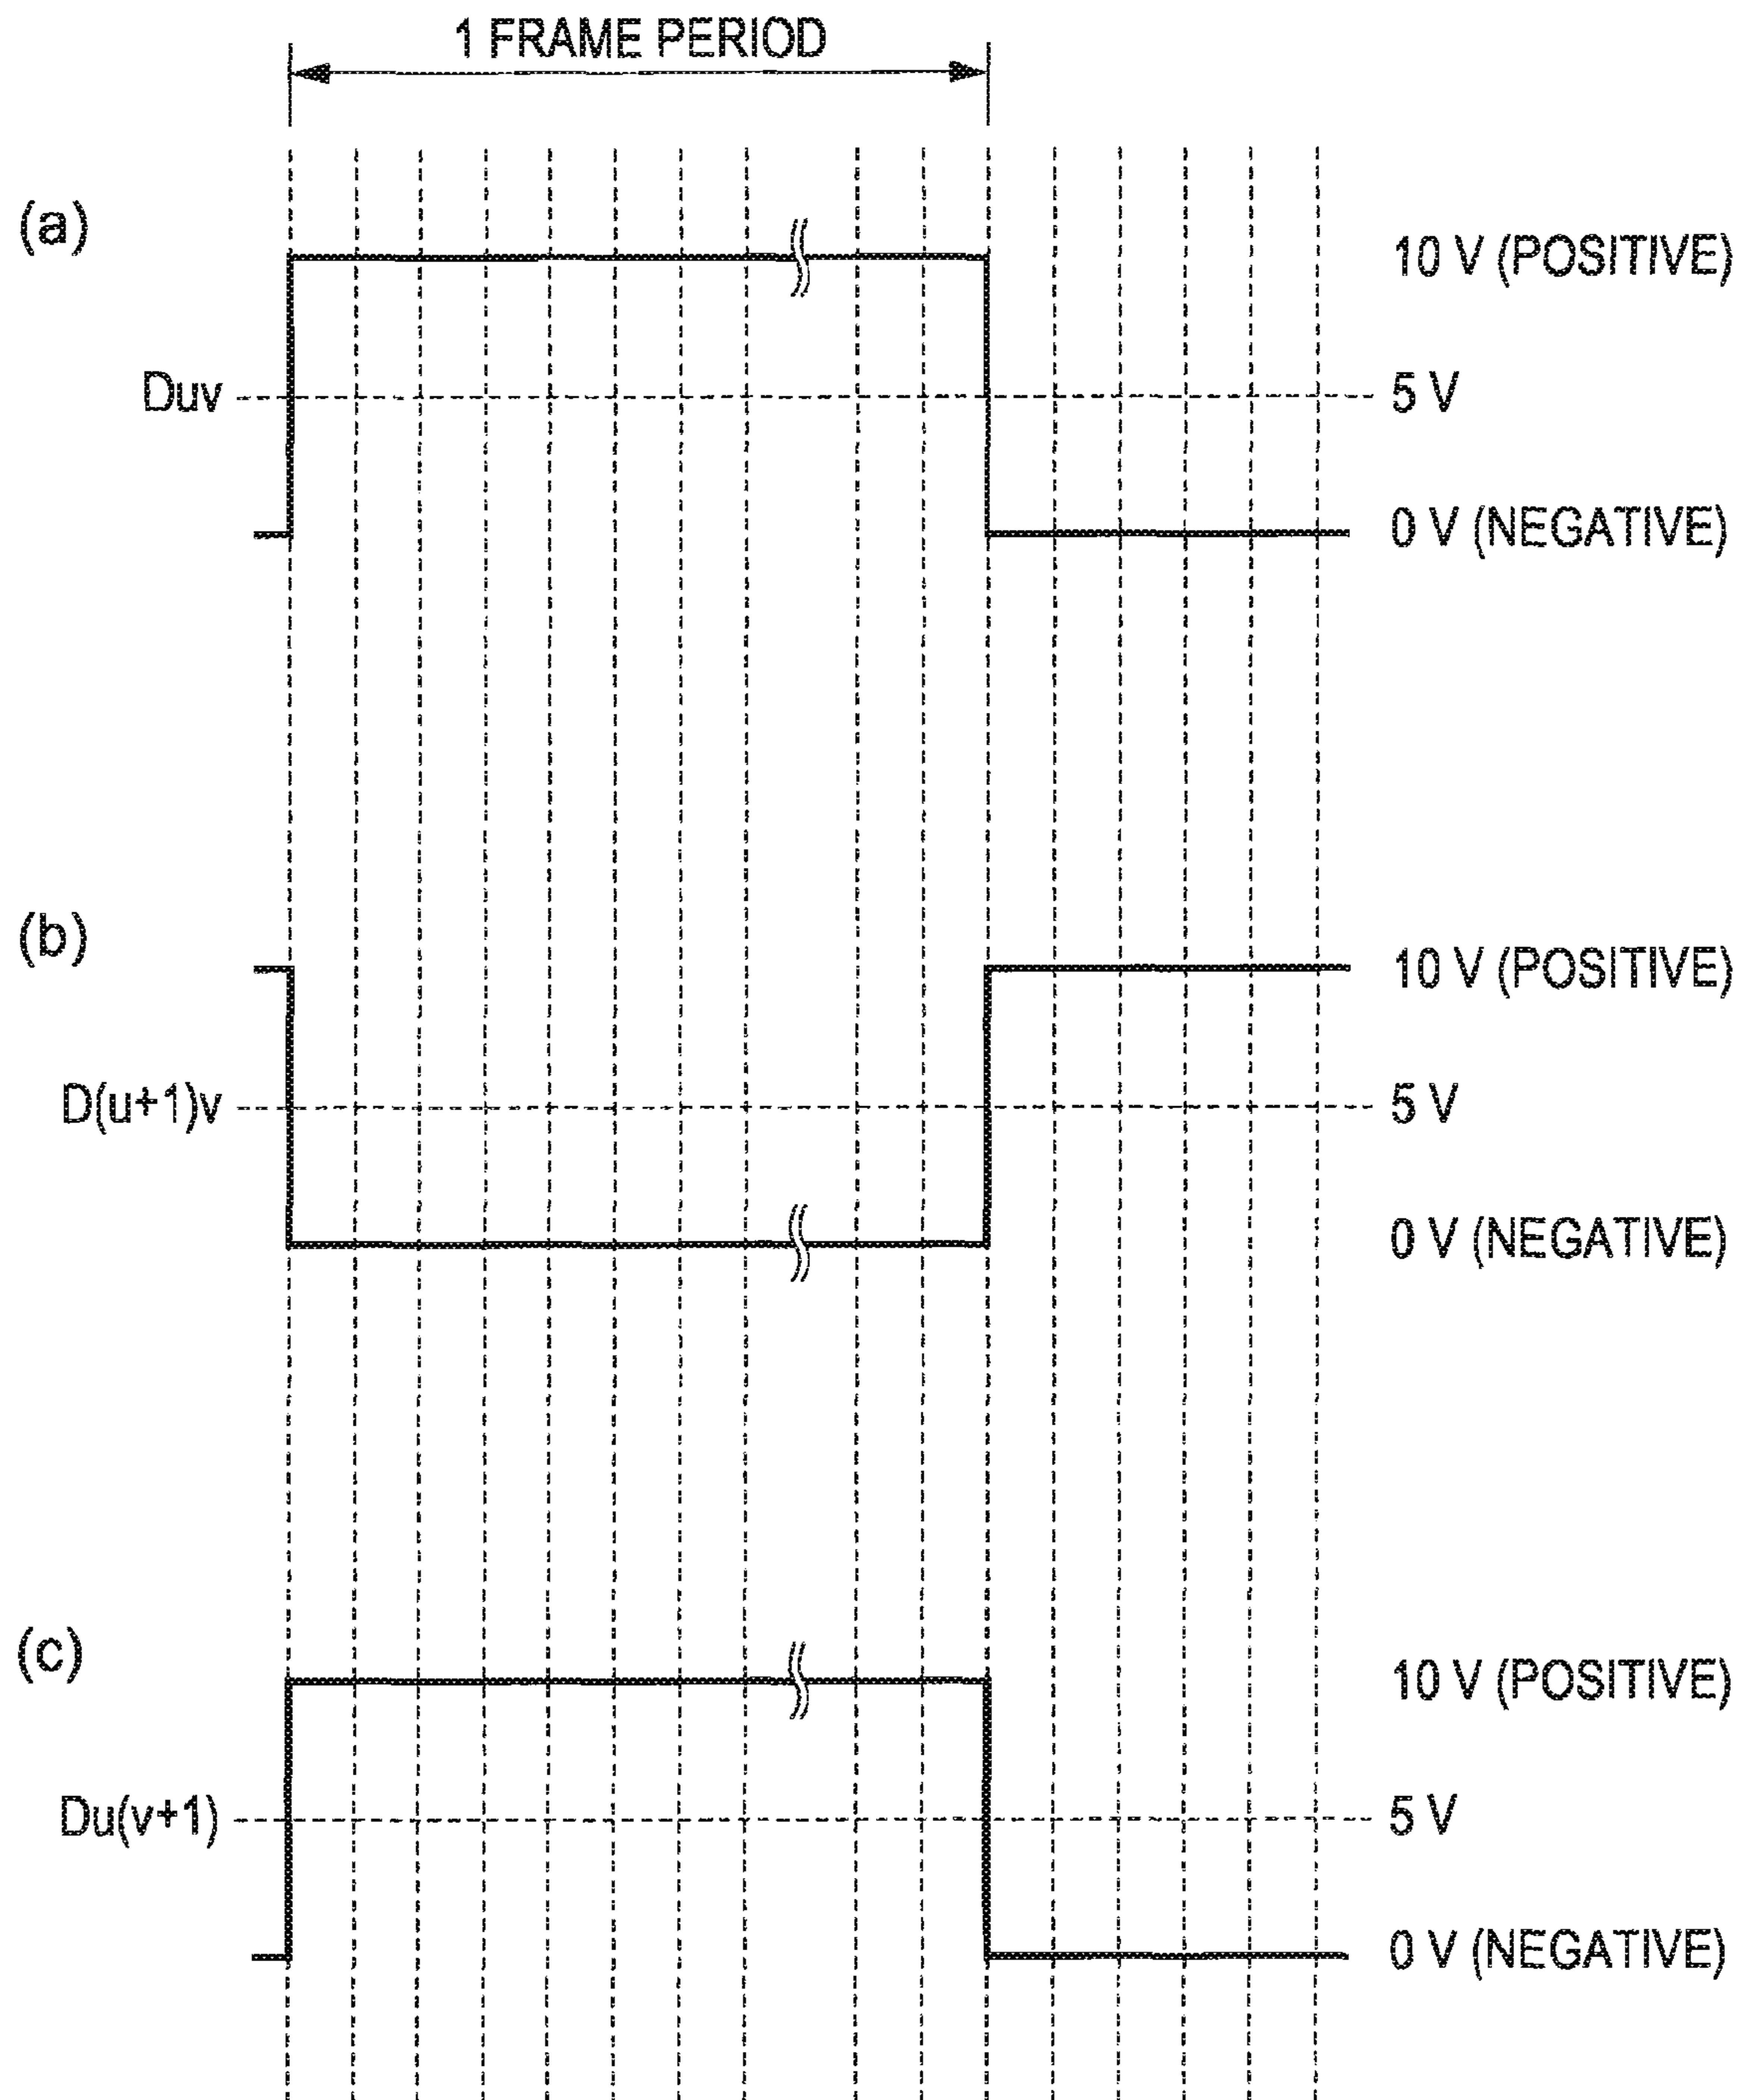 1 FRAME PERIOD
(a)
10 V (POSITIVE)
Duv
5 V
0 V (NEGATIVE)
(b)
10 V (POSITIVE)
D(u+1)v
5 V
0 V (NEGATIVE)
(c)
10 V (POSITIVE)
Du(v+1)
5 V
0 V (NEGATIVE)